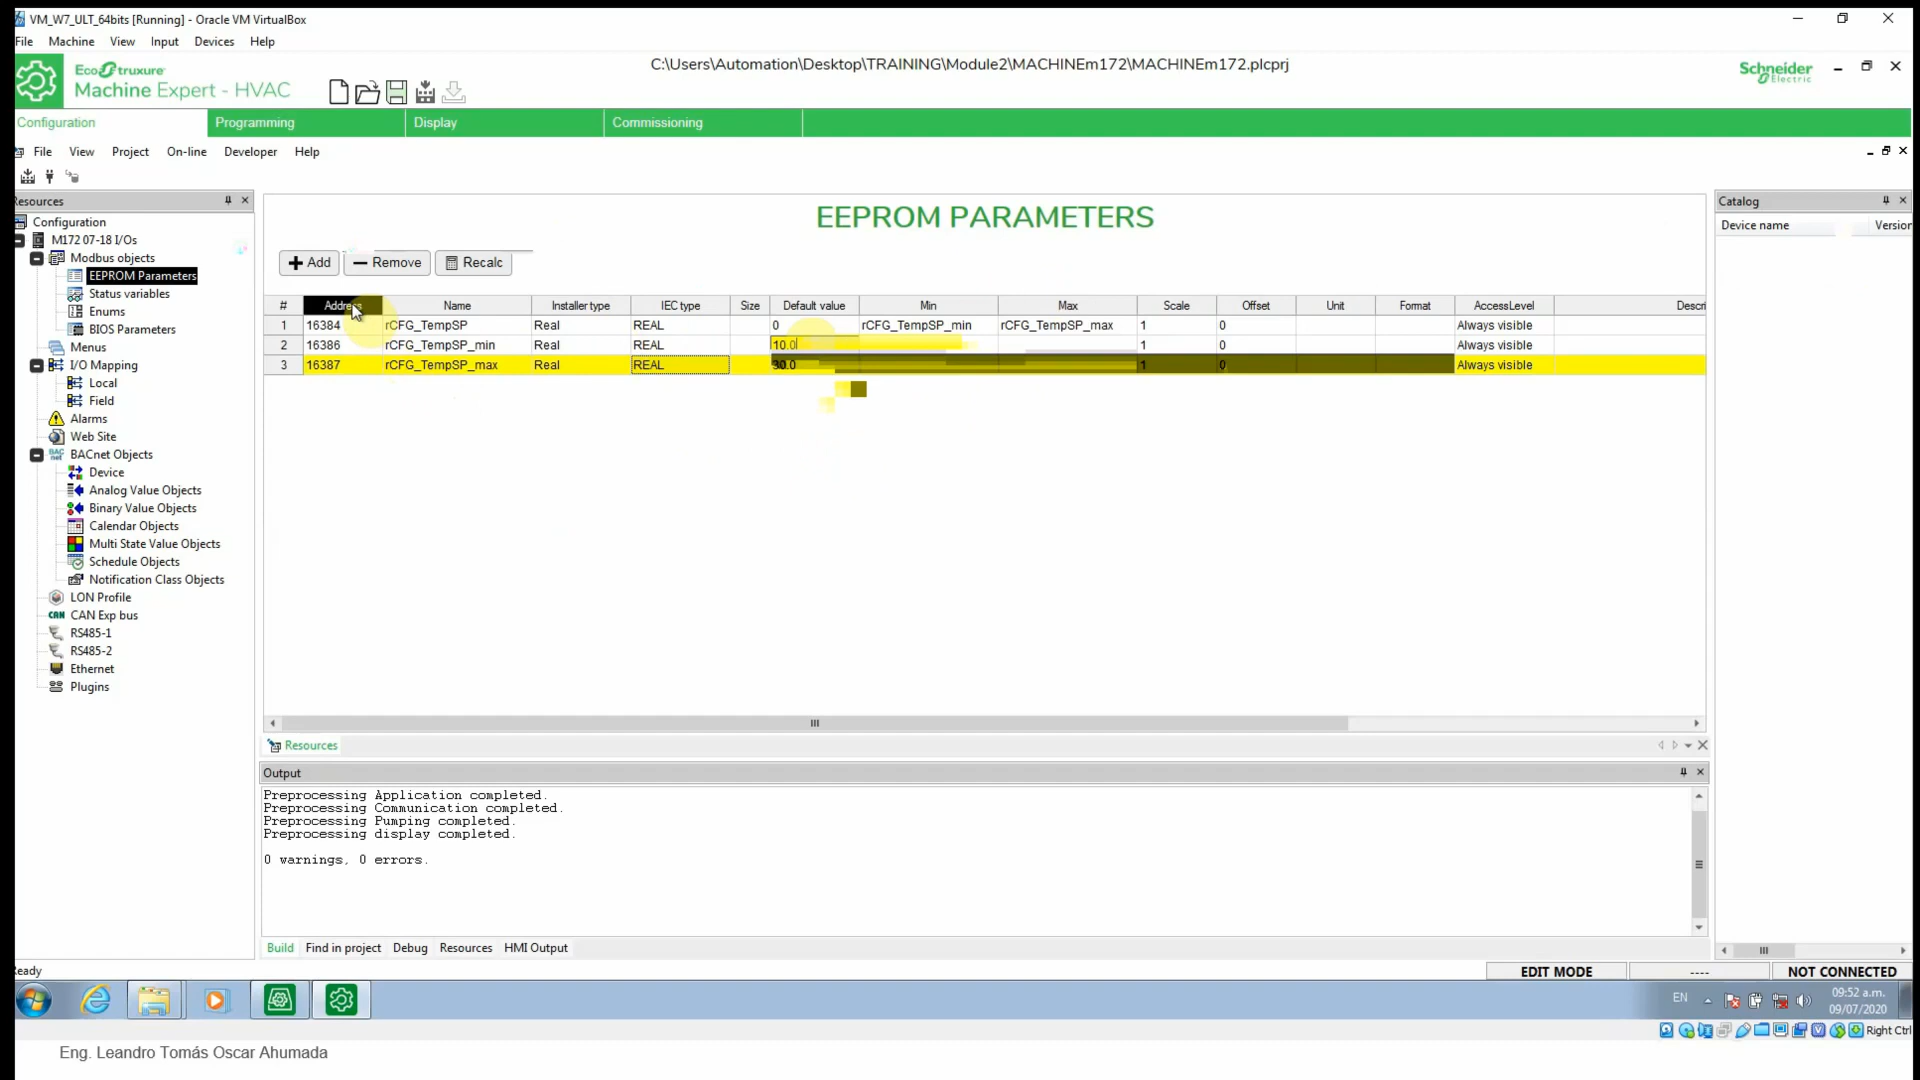 VM_W7_ULT_64bits [Running] - Oracle VM VirtualBox
File Machine View Input Devices Help
EcoStruxure
Machine Expert - HVAC
C:\Users\Automation\Desktop\TRAINING\Module2\MACHINEm172\MACHINEm172.plcprj
Schneider
Electric
Configuration Programming Display Commissioning
File View Project On-line Developer Help
Resources
Configuration
M172 07-18 I/Os
Modbus objects
EEPROM Parameters
Status variables
Enums
BIOS Parameters
Menus
I/O Mapping
Local
Field
Alarms
Web Site
BAC net BACnet Objects
Device
Analog Value Objects
Binary Value Objects
Calendar Objects
Multi State Value Objects
Schedule Objects
Notification Class Objects
LON Profile
CAN CAN Exp bus
RS485-1
RS485-2
Ethernet
Plugins
EEPROM PARAMETERS
Add Remove Recalc
# Address Name Installer type IEC type Size Default value Min Max Scale Offset Unit Format AccessLevel Descri
1 16384 rCFG_TempSP Real REAL 0 rCFG_TempSP_min rCFG_TempSP_max 1 0 Always visible
2 16386 rCFG_TempSP_min Real REAL 10.0 1 0 Always visible
3 16387 rCFG_TempSP_max Real REAL 30.0 1 0 Always visible
Resources
Output
Preprocessing Application completed.
Preprocessing Communication completed.
Preprocessing Pumping completed.
Preprocessing display completed.
0 warnings, 0 errors.
Build Find in project Debug Resources HMI Output
Catalog
Device name Version
eady
EDIT MODE ---- NOT CONNECTED
EN
09:52 a.m.
09/07/2020
Right Ctrl
Eng. Leandro Tomás Oscar Ahumada